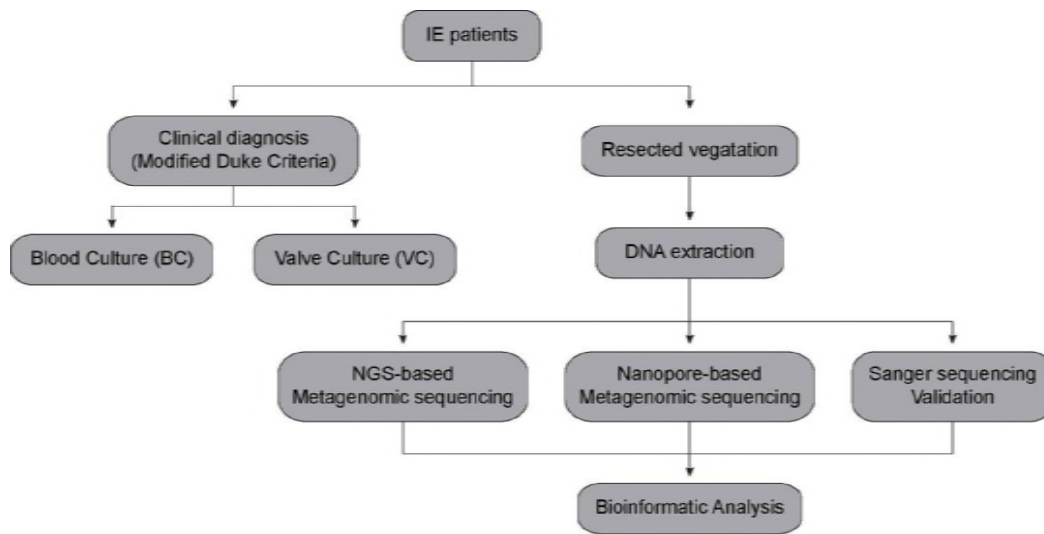 IE patients
Clinical diagnosis
(Modified Duke Criteria)
Resected vegatation
Blood Culture (BC)
Valve Culture (VC)
DNA extraction
NGS-based
Metagenomic sequencing
Nanopore-based
Metagenomic sequencing
Sanger sequencing
Validation
Bioinformatic Analysis